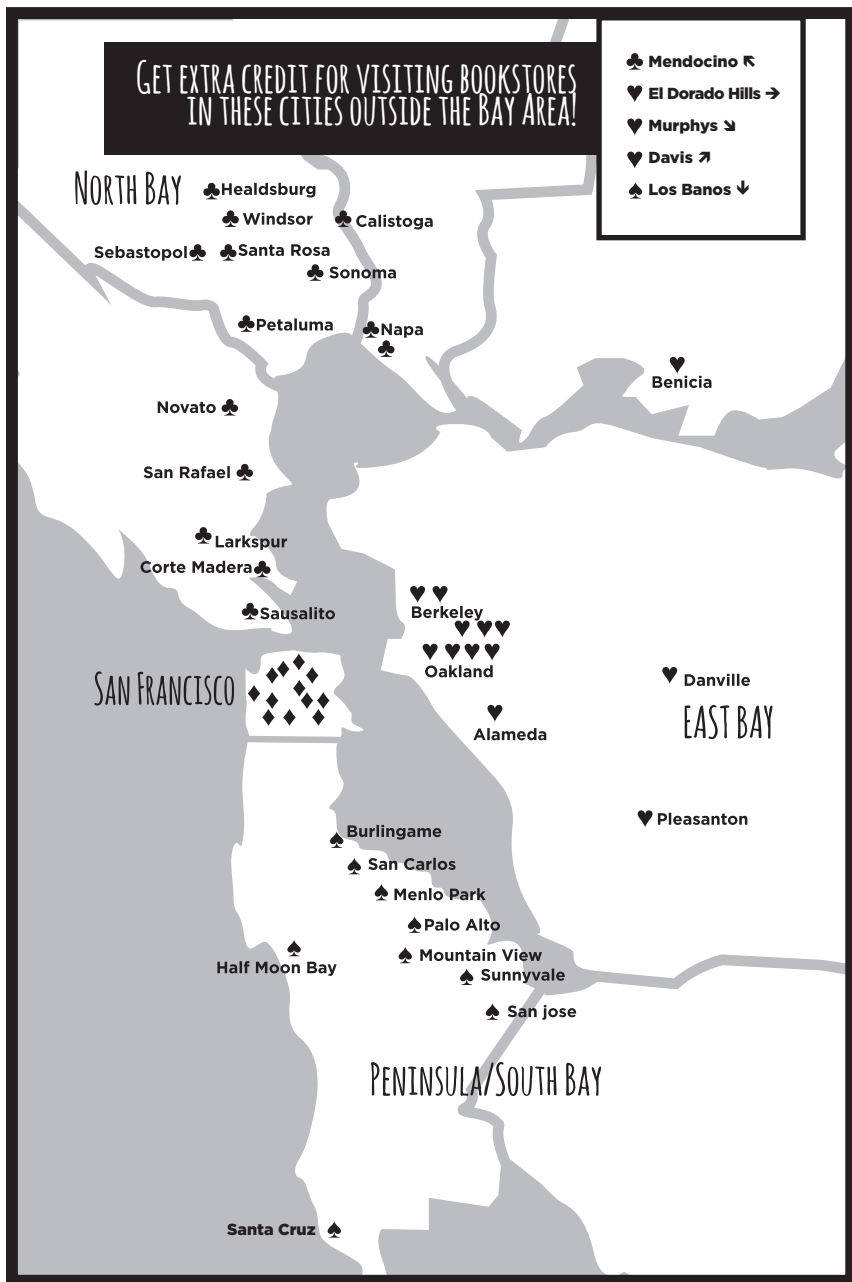 Get extra credit for visiting bookstores
in these cities outside the Bay Area!
♣ Mendocino ↖
♥ El Dorado Hills →
♥ Murphys ↘
♥ Davis ↗
♠ Los Banos ↓
North Bay
Healdsburg
Windsor
Calistoga
Sebastopol
Santa Rosa
Sonoma
Petaluma
Napa
Benicia
Novato
San Rafael
Larkspur
Corte Madera
Sausalito
Berkeley
Oakland
San Francisco
Danville
East Bay
Alameda
Pleasanton
Burlingame
San Carlos
Menlo Park
Palo Alto
Mountain View
Half Moon Bay
Sunnyvale
San jose
Peninsula/South Bay
Santa Cruz